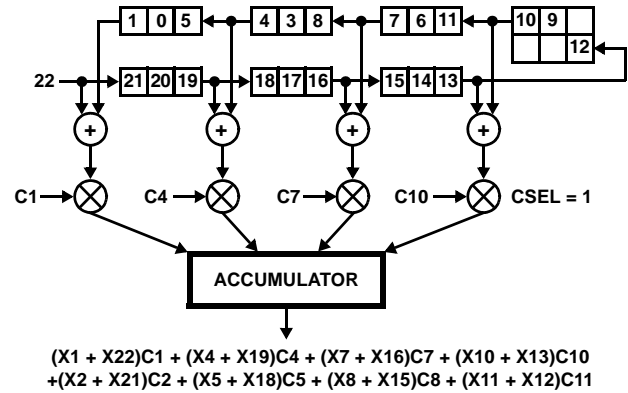 1 0 5 4 3 8 7 6 11 10 9
12
22 21 20 19 18 17 16 15 14 13
+ + + +
C1 C4 C7 C10 CSEL = 1
ACCUMULATOR
(X1 + X22)C1 + (X4 + X19)C4 + (X7 + X16)C7 + (X10 + X13)C10
+(X2 + X21)C2 + (X5 + X18)C5 + (X8 + X15)C8 + (X11 + X12)C11